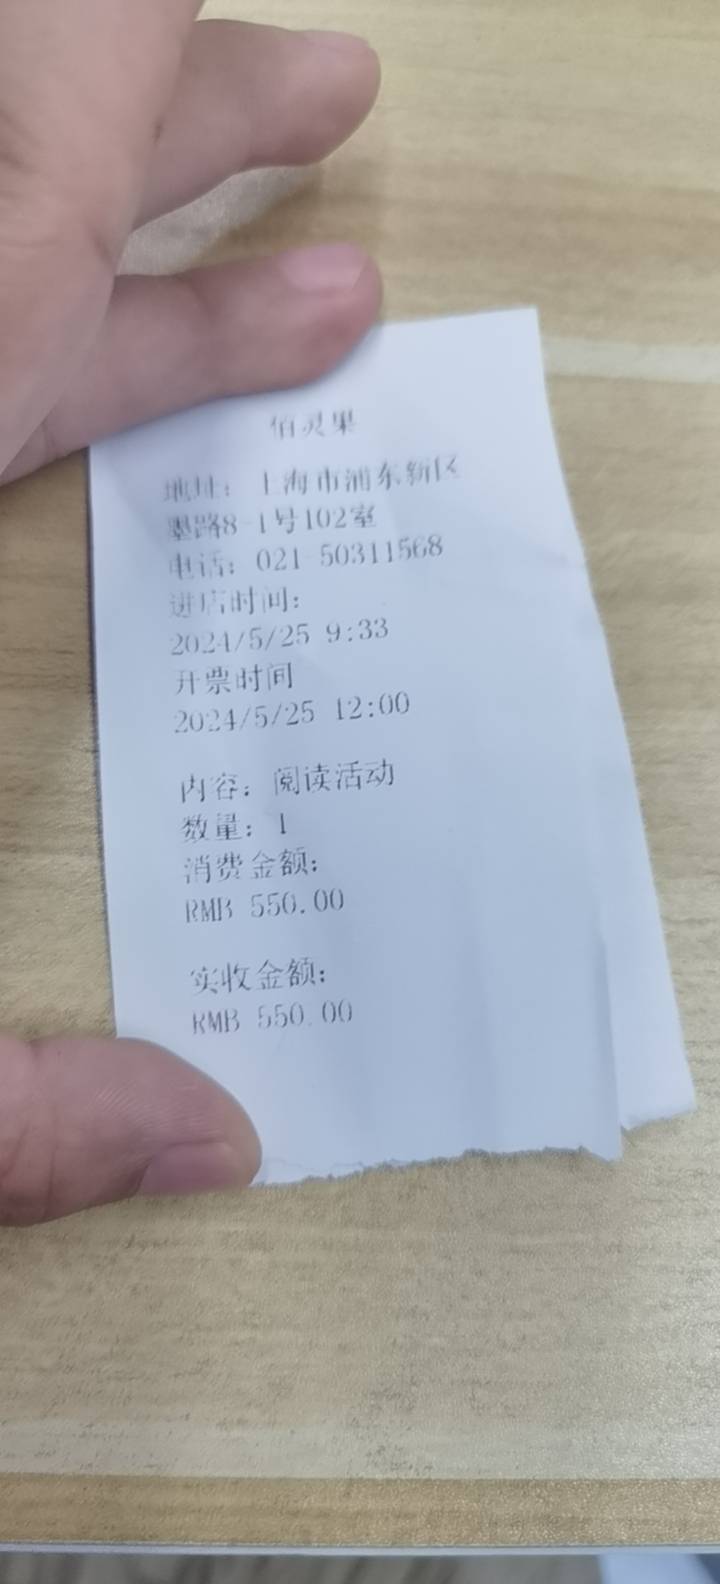 佰灵果
地址：上海市浦东新区
墨路8-1号102室
电话：021-50311568
进店时间：
2024/5/25 9:33
开票时间
2024/5/25 12:00
内容：阅读活动
数量：1
消费金额：
RMB 550.00
实收金额：
RMB 550.00